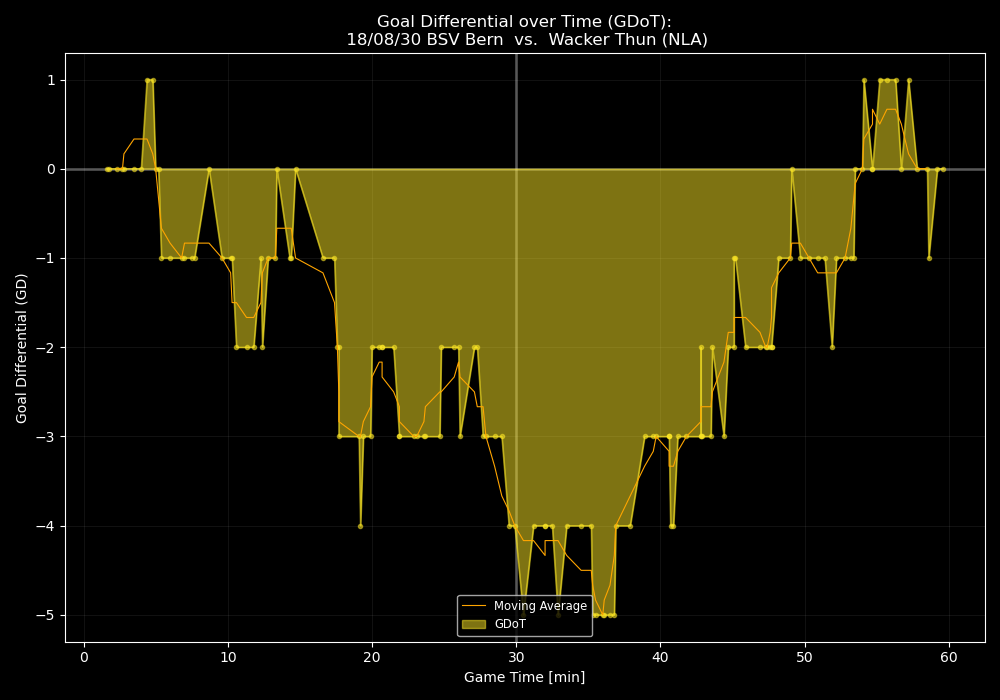 Goal Differential over Time (GDoT):
18/08/30 BSV Bern  vs.  Wacker Thun (NLA)
Goal Differential (GD)
1
0
−1
−2
−3
−4
−5
Moving Average
GDoT
0 10 20 30 40 50 60
Game Time [min]